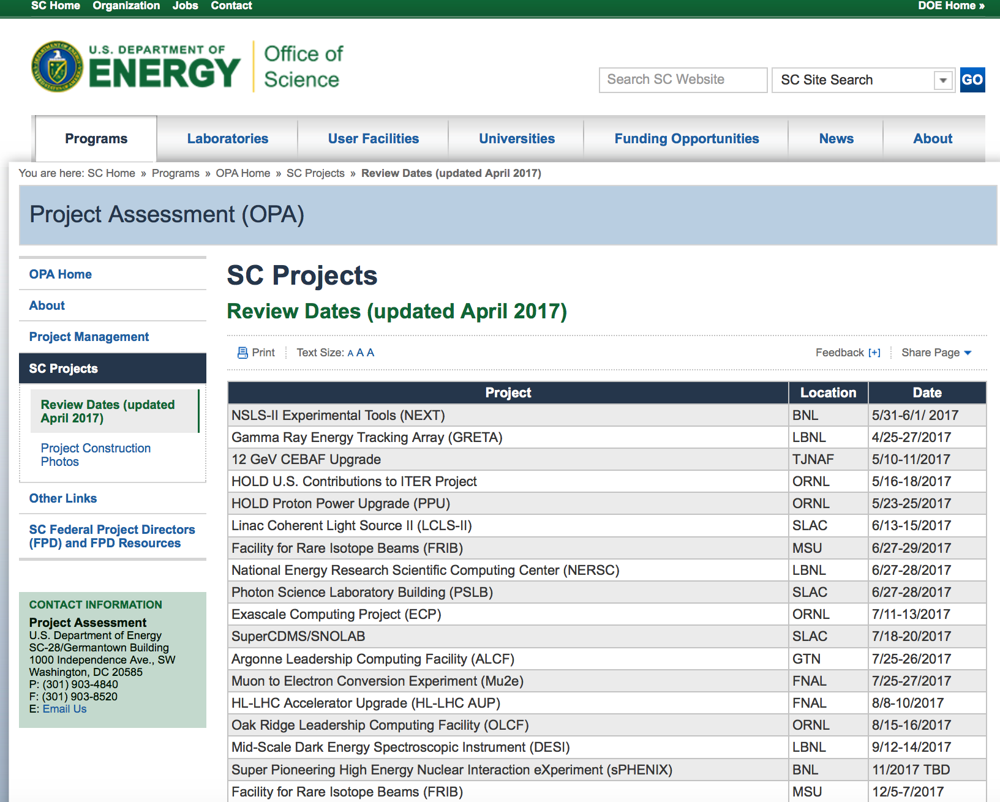 SC Home Organization Jobs Contact DOE Home »
U.S. DEPARTMENT OF
ENERGY
Office of
Science
Search SC Website SC Site Search GO
Programs Laboratories User Facilities Universities Funding Opportunities News About
You are here: SC Home » Programs » OPA Home » SC Projects » Review Dates (updated April 2017)
Project Assessment (OPA)
OPA Home
About
Project Management
SC Projects
Review Dates (updated
April 2017)
Project Construction
Photos
Other Links
SC Federal Project Directors
(FPD) and FPD Resources
CONTACT INFORMATION
Project Assessment
U.S. Department of Energy
SC-28/Germantown Building
1000 Independence Ave., SW
Washington, DC 20585
P: (301) 903-4840
F: (301) 903-8520
E: Email Us
SC Projects
Review Dates (updated April 2017)
Print Text Size: A A A Feedback [+] Share Page
Project Location Date
NSLS-II Experimental Tools (NEXT) BNL 5/31-6/1/ 2017
Gamma Ray Energy Tracking Array (GRETA) LBNL 4/25-27/2017
12 GeV CEBAF Upgrade TJNAF 5/10-11/2017
HOLD U.S. Contributions to ITER Project ORNL 5/16-18/2017
HOLD Proton Power Upgrade (PPU) ORNL 5/23-25/2017
Linac Coherent Light Source II (LCLS-II) SLAC 6/13-15/2017
Facility for Rare Isotope Beams (FRIB) MSU 6/27-29/2017
National Energy Research Scientific Computing Center (NERSC) LBNL 6/27-28/2017
Photon Science Laboratory Building (PSLB) SLAC 6/27-28/2017
Exascale Computing Project (ECP) ORNL 7/11-13/2017
SuperCDMS/SNOLAB SLAC 7/18-20/2017
Argonne Leadership Computing Facility (ALCF) GTN 7/25-26/2017
Muon to Electron Conversion Experiment (Mu2e) FNAL 7/25-27/2017
HL-LHC Accelerator Upgrade (HL-LHC AUP) FNAL 8/8-10/2017
Oak Ridge Leadership Computing Facility (OLCF) ORNL 8/15-16/2017
Mid-Scale Dark Energy Spectroscopic Instrument (DESI) LBNL 9/12-14/2017
Super Pioneering High Energy Nuclear Interaction eXperiment (sPHENIX) BNL 11/2017 TBD
Facility for Rare Isotope Beams (FRIB) MSU 12/5-7/2017